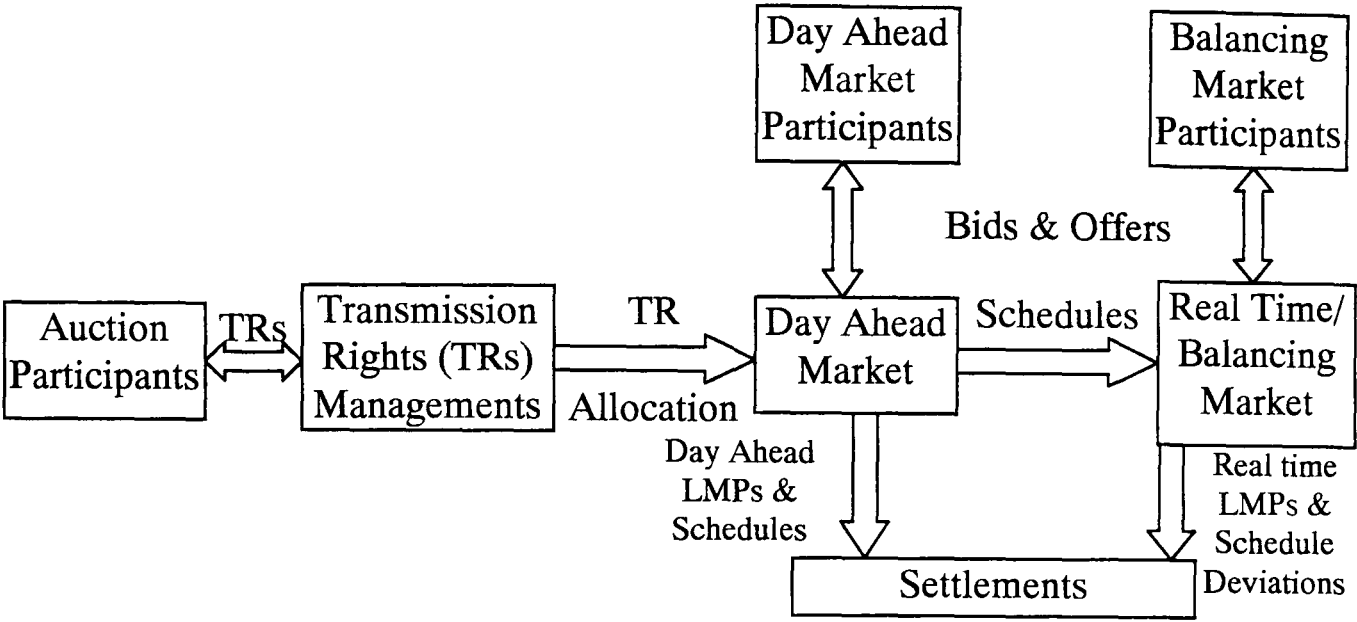 Day Ahead
Market
Participants
Balancing
Market
Participants
Bids & Offers
Auction
Participants
TRs
Transmission
Rights (TRs)
Managements
TR
Allocation
Day Ahead
Market
Schedules
Real Time/
Balancing
Market
Day Ahead
LMPs &
Schedules
Real time
LMPs &
Schedule
Deviations
Settlements